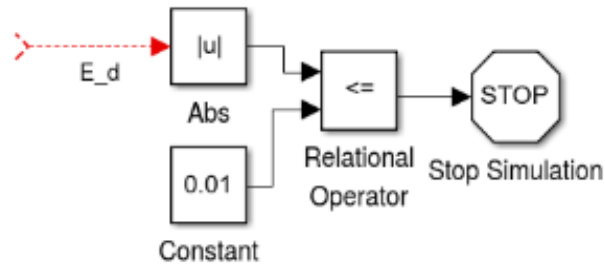 |u|
E_d
Abs
<=
STOP
0.01
Relational
Operator
Stop Simulation
Constant